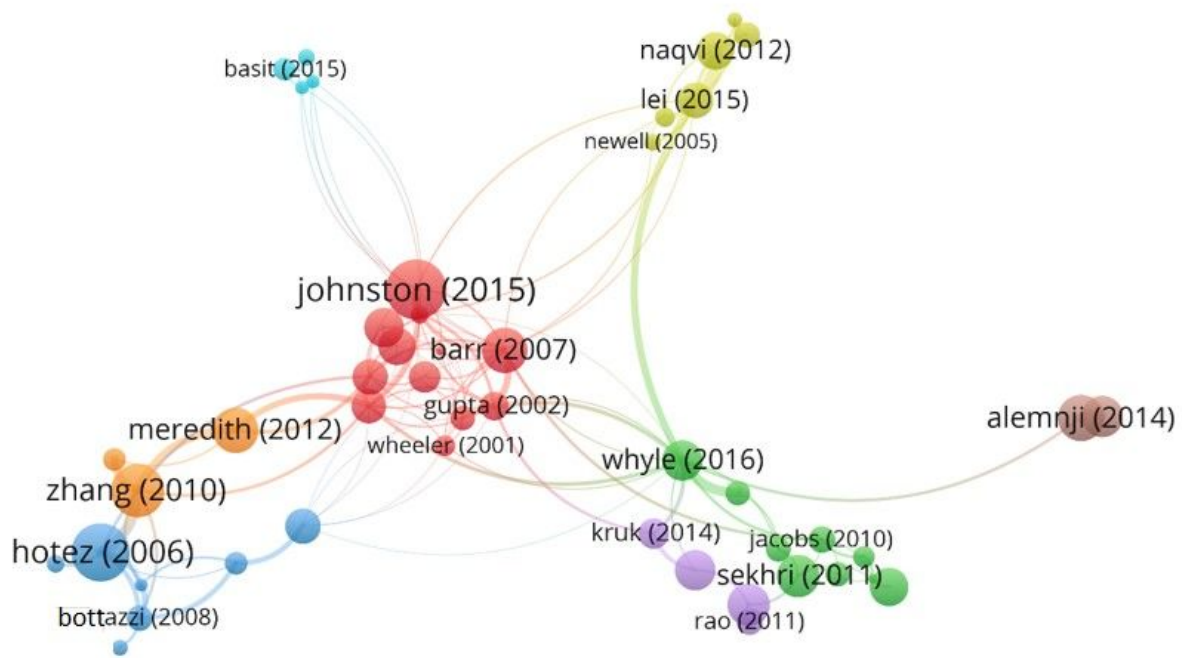 naqvi (2012)
basit (2015)
lei (2015)
newell (2005)
johnston (2015)
barr (2007)
gupta (2002)
alemnji (2014)
meredith (2012)
wheeler (2001)
whyle (2016)
zhang (2010)
kruk (2014)
jacobs (2010)
hotez (2006)
sekhri (2011)
bottazzi (2008)
rao (2011)